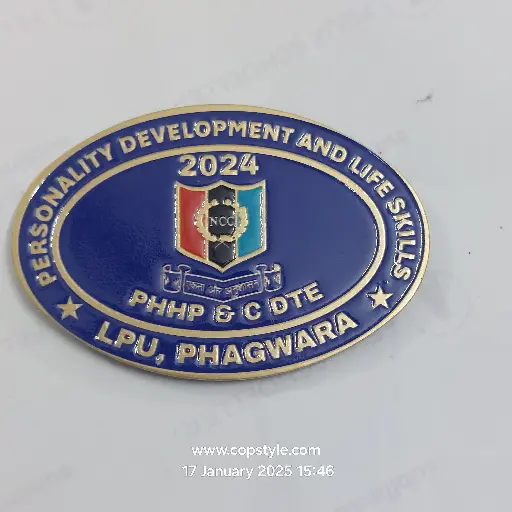 PERSONALITY DEVELOPMENT AND LIFE SKILLS
2024
NCC
एकता और अनुशासन
PHHP & C DTE
LPU, PHAGWARA
www.copstyle.com
17 January 2025 15:46